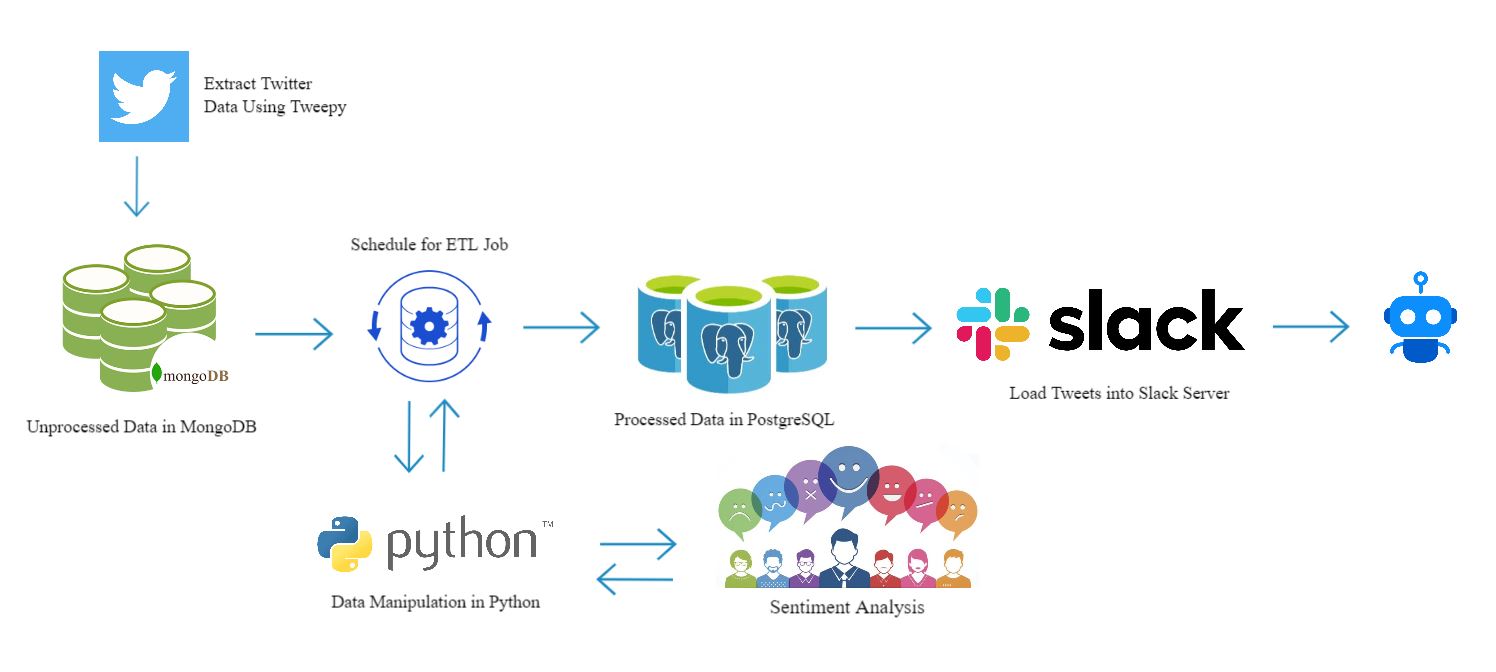 Extract Twitter
Data Using Tweepy
Schedule for ETL Job
mongoDB
slack
Load Tweets into Slack Server
Unprocessed Data in MongoDB
Processed Data in PostgreSQL
python™
Data Manipulation in Python
Sentiment Analysis